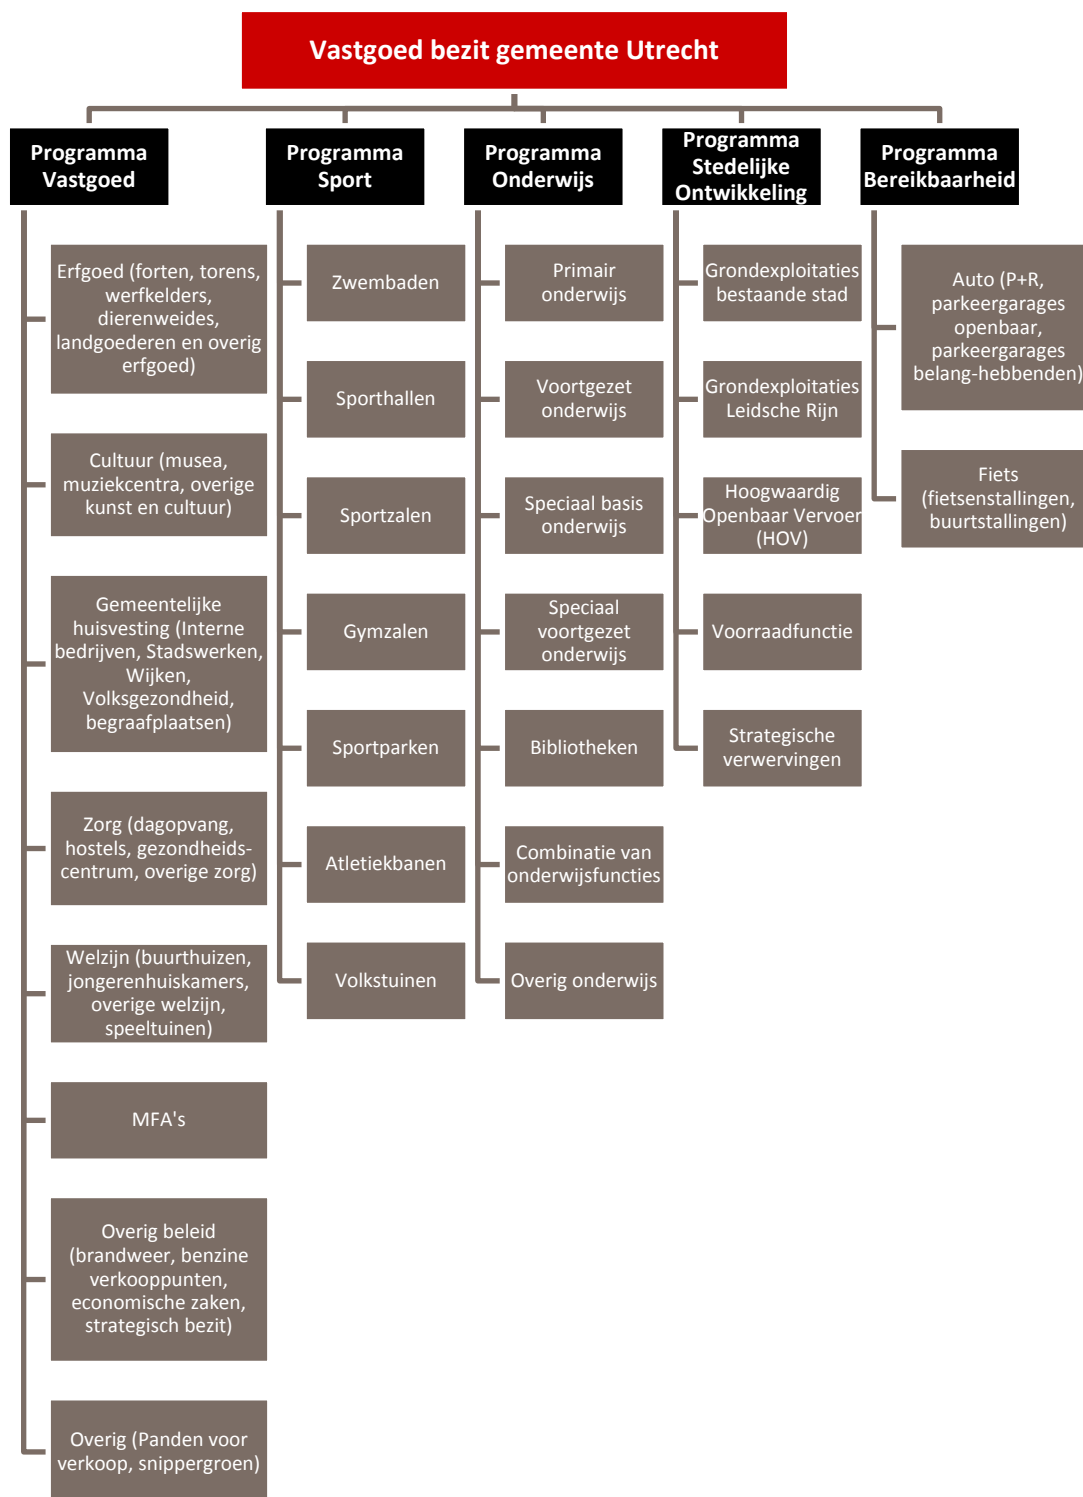 Vastgoed bezit gemeente Utrecht
Programma
Vastgoed
Erfgoed (forten, torens,
werfkelders,
dierenweides,
landgoederen en overig
erfgoed)
Cultuur (musea,
muziekcentra, overige
kunst en cultuur)
Gemeentelijke
huisvesting (Interne
bedrijven, Stadswerken,
Wijken,
Volksgezondheid,
begraafplaatsen)
Zorg (dagopvang,
hostels, gezondheids-
centrum, overige zorg)
Welzijn (buurthuizen,
jongerenhuiskamers,
overige welzijn,
speeltuinen)
MFA's
Overig beleid
(brandweer, benzine
verkooppunten,
economische zaken,
strategisch bezit)
Overig (Panden voor
verkoop, snippergroen)
Programma
Sport
Zwembaden
Sporthallen
Sportzalen
Gymzalen
Sportparken
Atletiekbanen
Volkstuinen
Programma
Onderwijs
Primair
onderwijs
Voortgezet
onderwijs
Speciaal basis
onderwijs
Speciaal
voortgezet
onderwijs
Bibliotheken
Combinatie van
onderwijsfuncties
Overig onderwijs
Programma
Stedelijke
Ontwikkeling
Grondexploitaties
bestaande stad
Grondexploitaties
Leidsche Rijn
Hoogwaardig
Openbaar Vervoer
(HOV)
Voorraadfunctie
Strategische
verwervingen
Programma
Bereikbaarheid
Auto (P+R,
parkeergarages
openbaar,
parkeergarages
belang-hebbenden)
Fiets
(fietsenstallingen,
buurtstallingen)